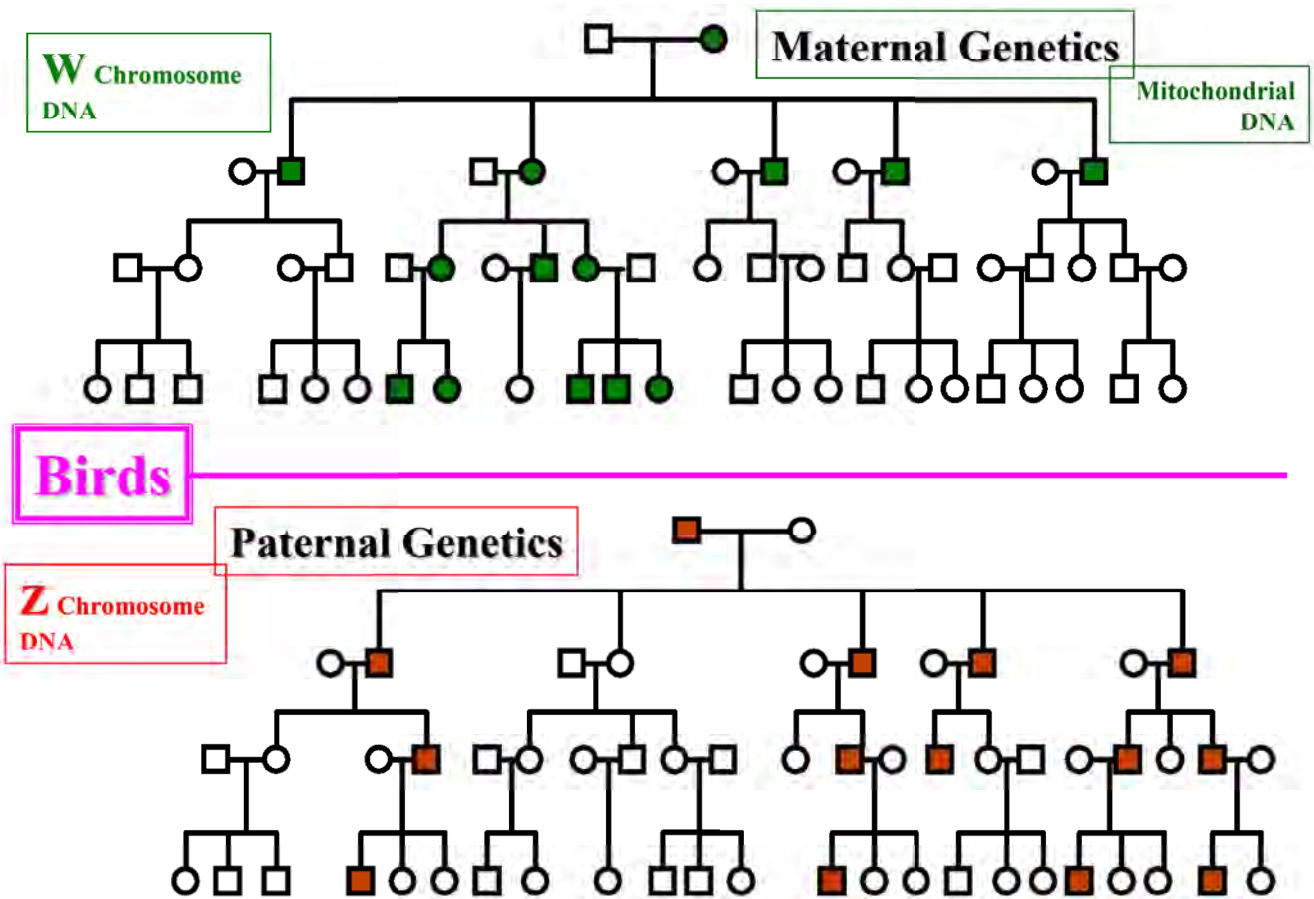 Maternal Genetics
W Chromosome
DNA
Mitochondrial
DNA
Birds
Paternal Genetics
Z Chromosome
DNA